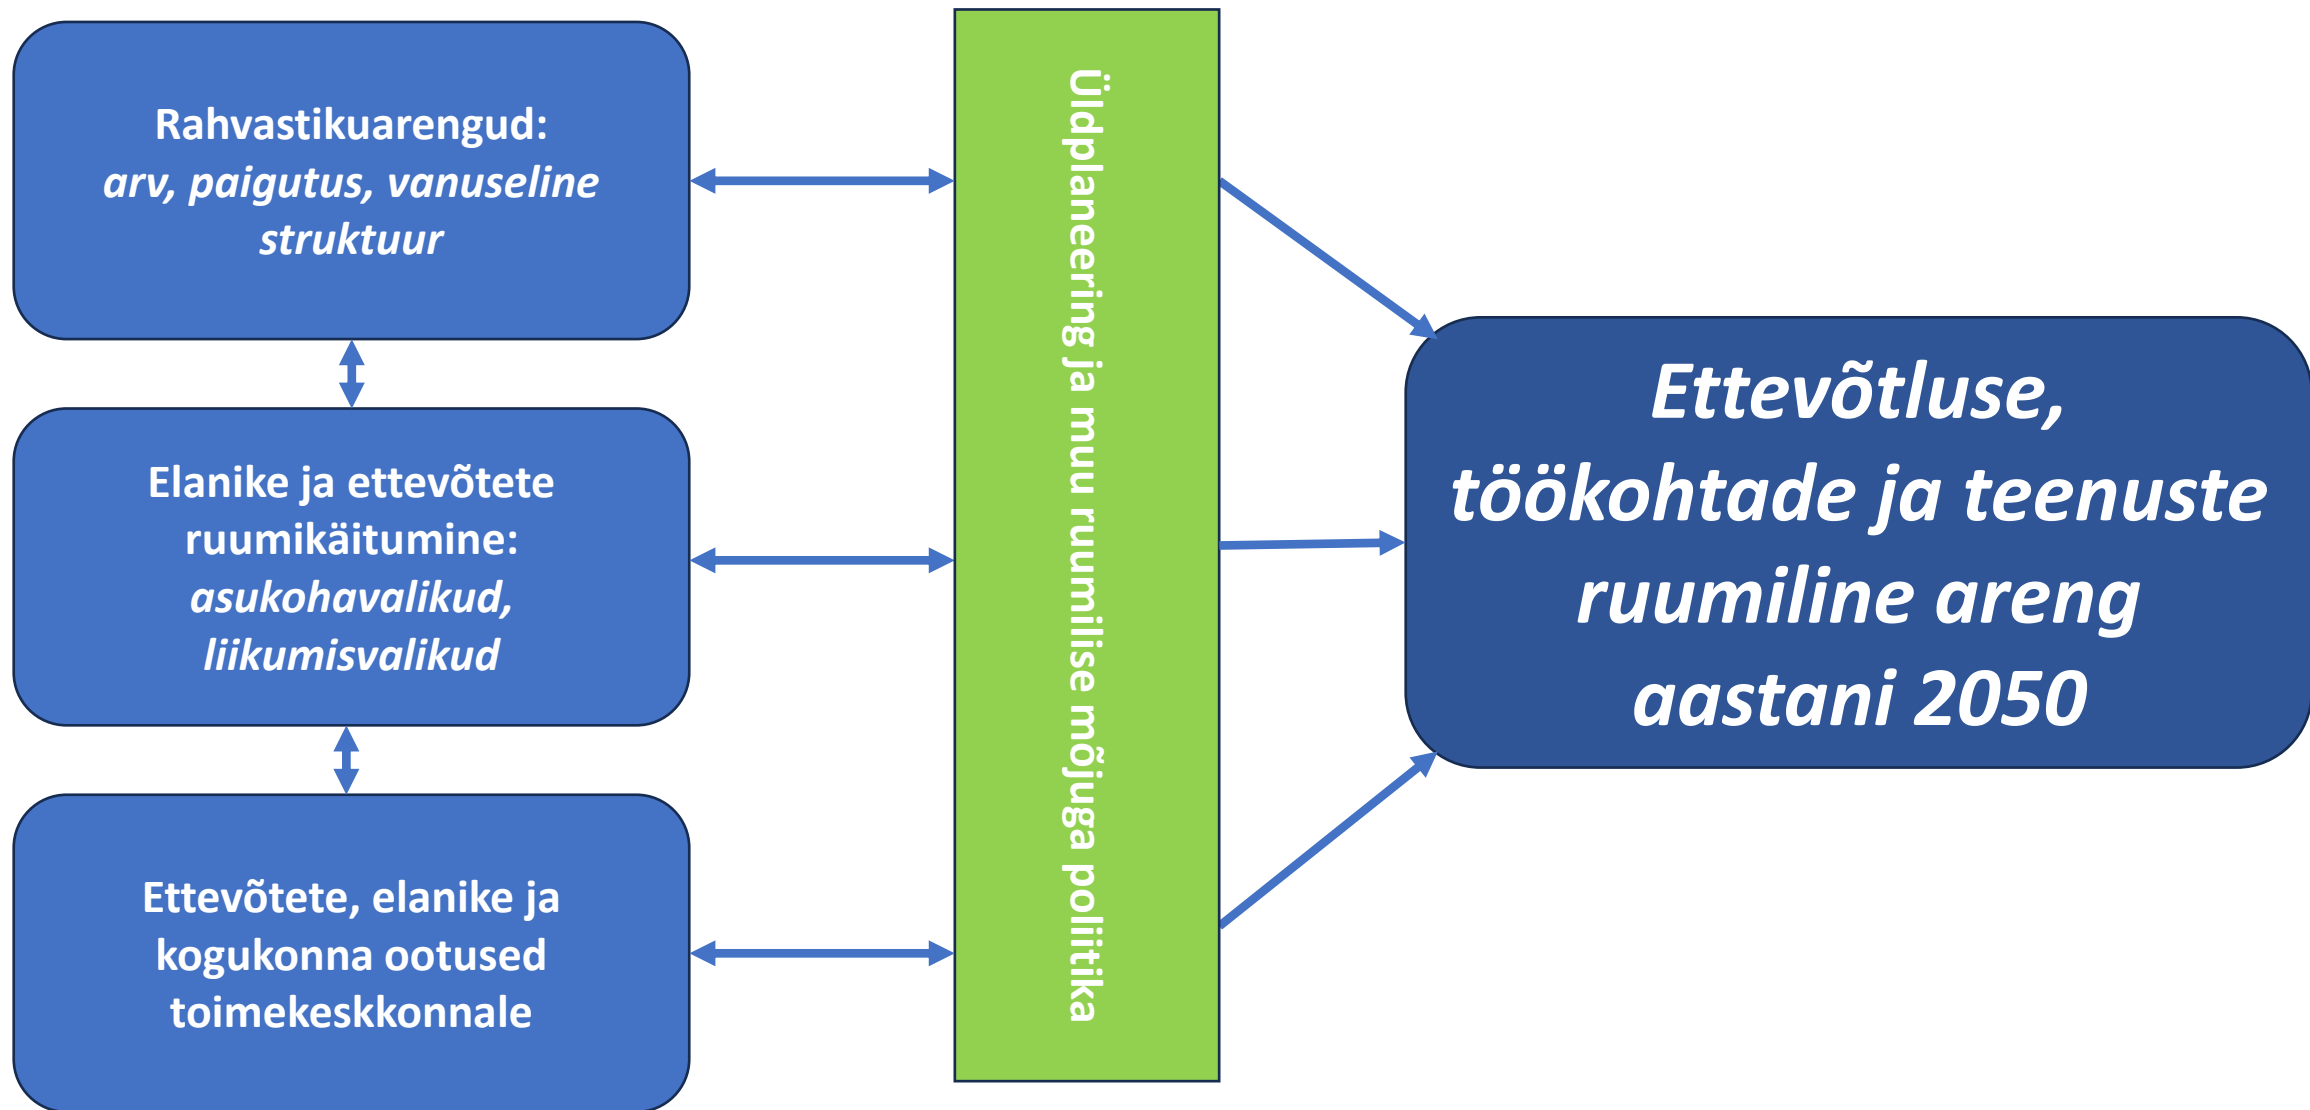 Rahvastikuarengud:
arv, paigutus, vanuseline
struktuur
Elanike ja ettevõtete
ruumikäitumine:
asukohavalikud,
liikumisvalikud
Ettevõtete, elanike ja
kogukonna ootused
toimekeskkonnale
Üldplaneering ja muu ruumilise mõjuga poliitika
Ettevõtluse,
töökohtade ja teenuste
ruumiline areng
aastani 2050